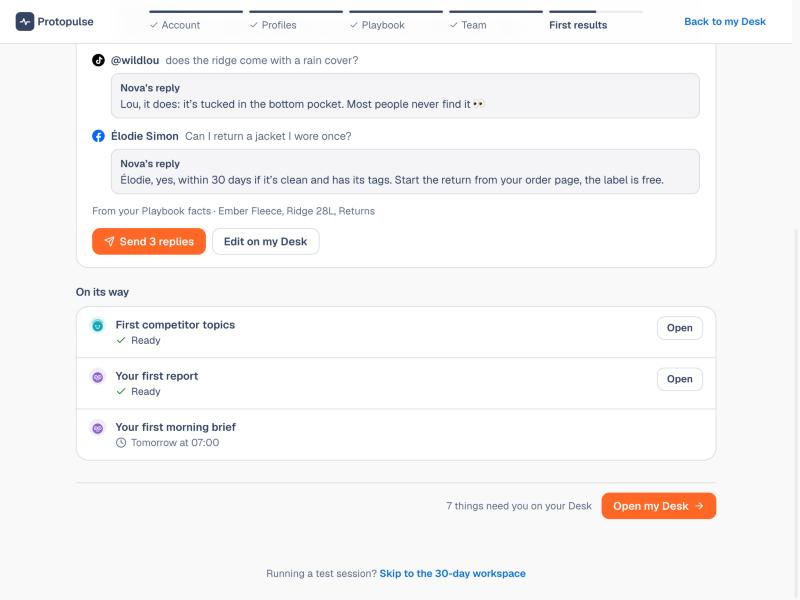 Protopulse
Account
Profiles
Playbook
Team
First results
Back to my Desk
@wildlou does the ridge come with a rain cover?
Nova's reply
Lou, it does: it's tucked in the bottom pocket. Most people never find it 👀
Élodie Simon Can I return a jacket I wore once?
Nova's reply
Élodie, yes, within 30 days if it's clean and has its tags. Start the return from your order page, the label is free.
From your Playbook facts · Ember Fleece, Ridge 28L, Returns
Send 3 replies
Edit on my Desk
On its way
First competitor topics
Ready
Open
Your first report
Ready
Open
Your first morning brief
Tomorrow at 07:00
7 things need you on your Desk
Open my Desk →
Running a test session? Skip to the 30-day workspace